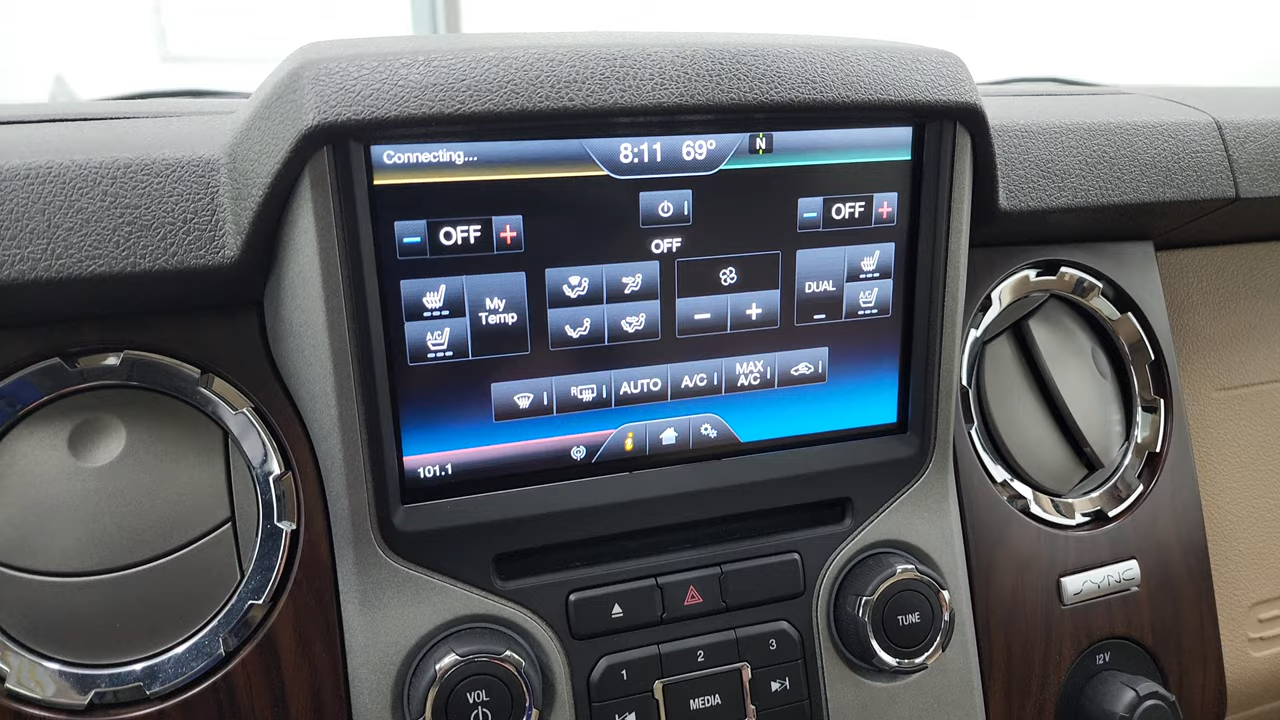 Connecting...
8:11 69°
N
OFF
OFF
OFF
My
Temp
DUAL
A/C
A/C
R
AUTO
A/C
MAX
A/C
i
101.1
SYNC
TUNE
12V
1
2
3
VOL
MEDIA